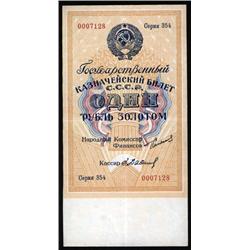 0007128 Серия 354
Государственный
КАЗНАЧЕЙСКИЙ БИЛЕТ
С.С.С.Р.
ОДИН
РУБЛЬ ЗОЛОТОМ
Народный Комиссар
Финансов
Кассир
Серия 354 0007128